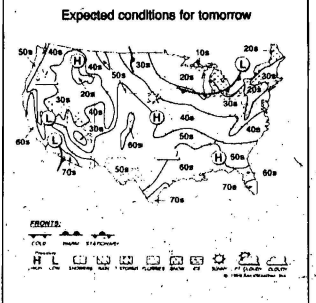 Expected conditions for tomorrow
50s 40s H 40s 50s 30s 10s L 30s
20s 20s 20s
30s H 40s 40s
L 40s 30s 50s
60s L 60s H 50s
70s 50s 60s
70s 70s
FRONTS:
COLD WARM STATIONARY
Pressure
H L
HIGH LOW SHOWERS RAIN T-STORMS FLURRIES SNOW ICE SUNNY PT. CLOUDY CLOUDY